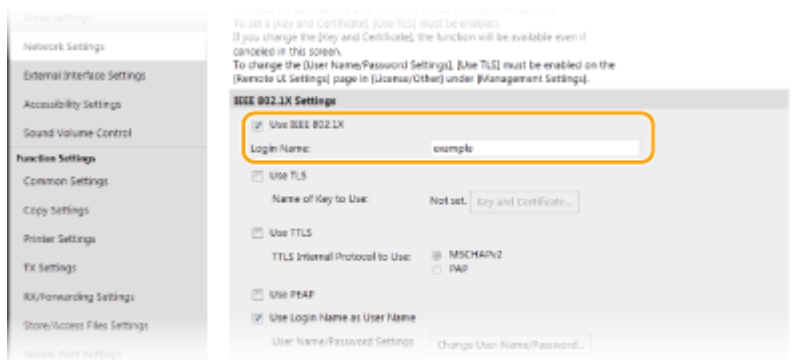 Timer Settings
Network Settings
External Interface Settings
Accessibility Settings
Sound Volume Control
Function Settings
Common Settings
Copy Settings
Printer Settings
TX Settings
RX/Forwarding Settings
Store/Access Files Settings
Secure Print Settings
To set a [Key and Certificate], [Use TLS] must be enabled.
If you change the [Key and Certificate], the function will be available even if
canceled in this screen.
To change the [User Name/Password Settings], [Use TLS] must be enabled on the
[Remote UI Settings] page in [License/Other] under [Management Settings].
IEEE 802.1X Settings
Use IEEE 802.1X
Login Name: example
Use TLS
Name of Key to Use: Not set. Key and Certificate...
Use TTLS
TTLS Internal Protocol to Use: MSCHAPv2
PAP
Use PEAP
Use Login Name as User Name
User Name/Password Settings Change User Name/Password...